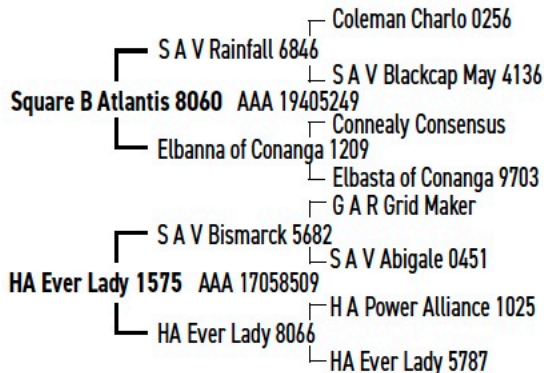 Coleman Charlo 0256
S A V Rainfall 6846
S A V Blackcap May 4136
Square B Atlantis 8060 AAA 19405249
Connealy Consensus
Elbanna of Conanga 1209
Elbasta of Conanga 9703
G A R Grid Maker
S A V Bismarck 5682
S A V Abigale 0451
HA Ever Lady 1575 AAA 17058509
H A Power Alliance 1025
HA Ever Lady 8066
HA Ever Lady 5787